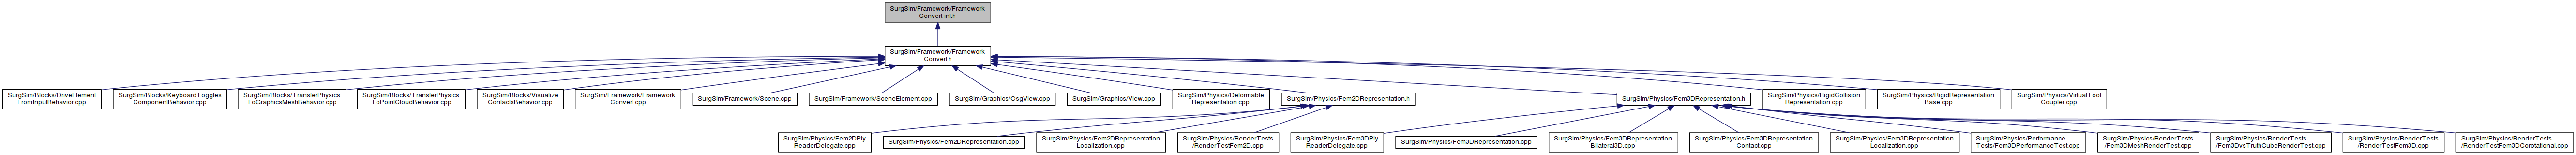 SurgSim/Framework/Framework
Convert-inl.h
SurgSim/Framework/Framework
Convert.h
SurgSim/Blocks/DriveElement
FromInputBehavior.cpp
SurgSim/Blocks/KeyboardToggles
ComponentBehavior.cpp
SurgSim/Blocks/TransferPhysics
ToGraphicsMeshBehavior.cpp
SurgSim/Blocks/TransferPhysics
ToPointCloudBehavior.cpp
SurgSim/Blocks/Visualize
ContactsBehavior.cpp
SurgSim/Framework/Framework
Convert.cpp
SurgSim/Framework/Scene.cpp
SurgSim/Framework/SceneElement.cpp
SurgSim/Graphics/OsgView.cpp
SurgSim/Graphics/View.cpp
SurgSim/Physics/Deformable
Representation.cpp
SurgSim/Physics/Fem2DRepresentation.h
SurgSim/Physics/Fem3DRepresentation.h
SurgSim/Physics/RigidCollision
Representation.cpp
SurgSim/Physics/RigidRepresentation
Base.cpp
SurgSim/Physics/VirtualTool
Coupler.cpp
SurgSim/Physics/Fem2DPly
ReaderDelegate.cpp
SurgSim/Physics/Fem2DRepresentation.cpp
SurgSim/Physics/Fem2DRepresentation
Localization.cpp
SurgSim/Physics/RenderTests
/RenderTestFem2D.cpp
SurgSim/Physics/Fem3DPly
ReaderDelegate.cpp
SurgSim/Physics/Fem3DRepresentation.cpp
SurgSim/Physics/Fem3DRepresentation
Bilateral3D.cpp
SurgSim/Physics/Fem3DRepresentation
Contact.cpp
SurgSim/Physics/Fem3DRepresentation
Localization.cpp
SurgSim/Physics/Performance
Tests/Fem3DPerformanceTest.cpp
SurgSim/Physics/RenderTests
/Fem3DMeshRenderTest.cpp
SurgSim/Physics/RenderTests
/Fem3DvsTruthCubeRenderTest.cpp
SurgSim/Physics/RenderTests
/RenderTestFem3D.cpp
SurgSim/Physics/RenderTests
/RenderTestFem3DCorotational.cpp